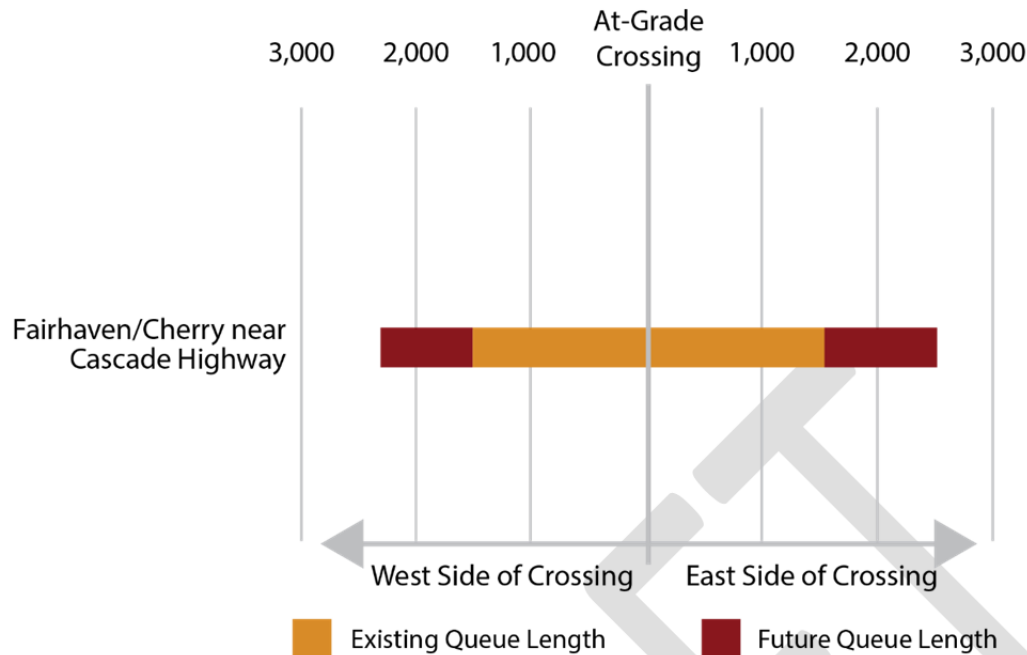 At-Grade
Crossing
3,000 2,000 1,000 1,000 2,000 3,000
Fairhaven/Cherry near
Cascade Highway
West Side of Crossing East Side of Crossing
Existing Queue Length Future Queue Length